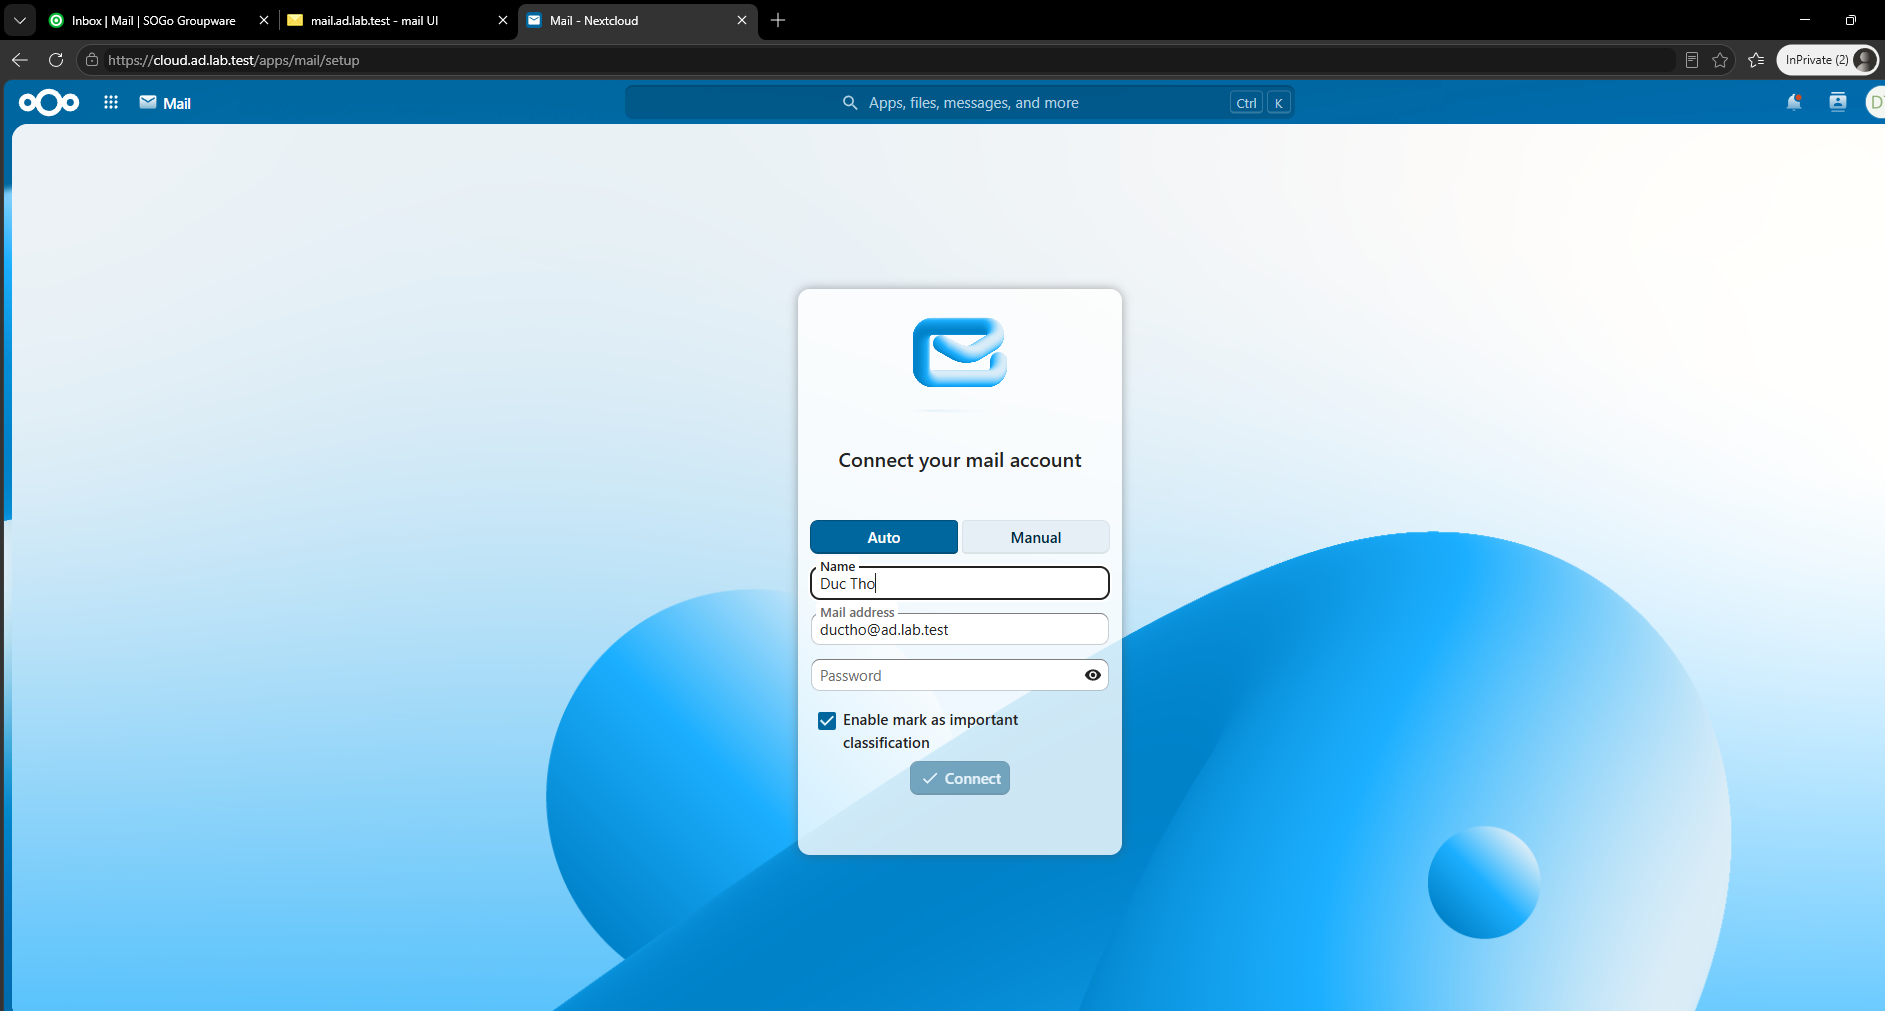 Inbox | Mail | SOGo Groupware
mail.ad.lab.test - mail UI
Mail - Nextcloud
https://cloud.ad.lab.test/apps/mail/setup
InPrivate (2)
Mail
Apps, files, messages, and more
Ctrl
K
Connect your mail account
Auto
Manual
Name
Duc Tho
Mail address
ductho@ad.lab.test
Password
Enable mark as important
classification
Connect